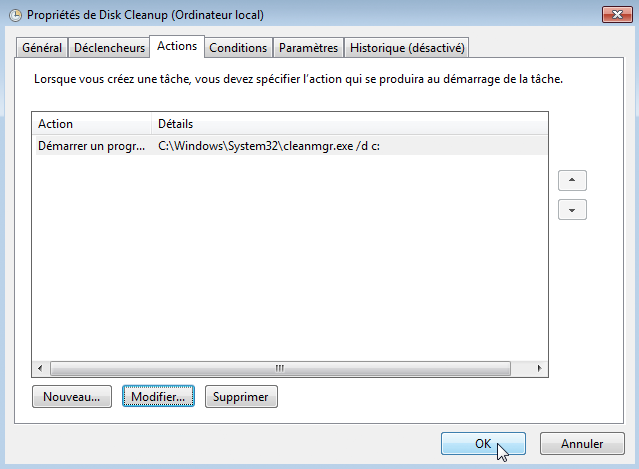 Propriétés de Disk Cleanup (Ordinateur local)
Général Déclencheurs Actions Conditions Paramètres Historique (désactivé)
Lorsque vous créez une tâche, vous devez spécifier l'action qui se produira au démarrage de la tâche.
Action Détails
Démarrer un progr... C:\Windows\System32\cleanmgr.exe /d c:
Nouveau... Modifier... Supprimer
OK Annuler